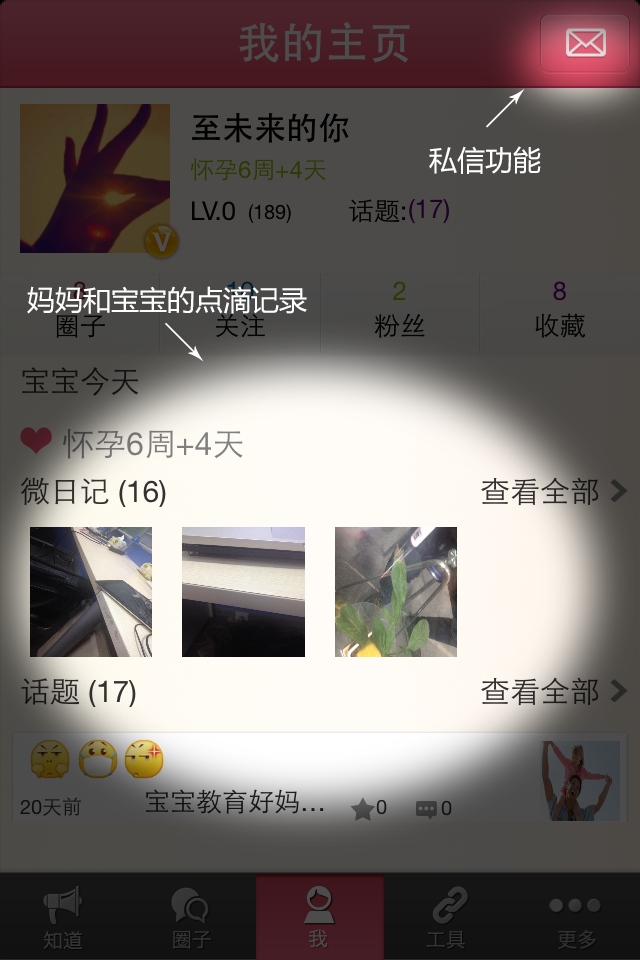 我的主页
至未来的你
怀孕6周+4天
私信功能
LV.0 (189) 话题:(17)
妈妈和宝宝的点滴记录
2 8
圈子 关注 粉丝 收藏
宝宝今天
怀孕6周+4天
微日记 (16) 查看全部
话题 (17) 查看全部
20天前 宝宝教育好妈... 0 0
知道 圈子 我 工具 更多